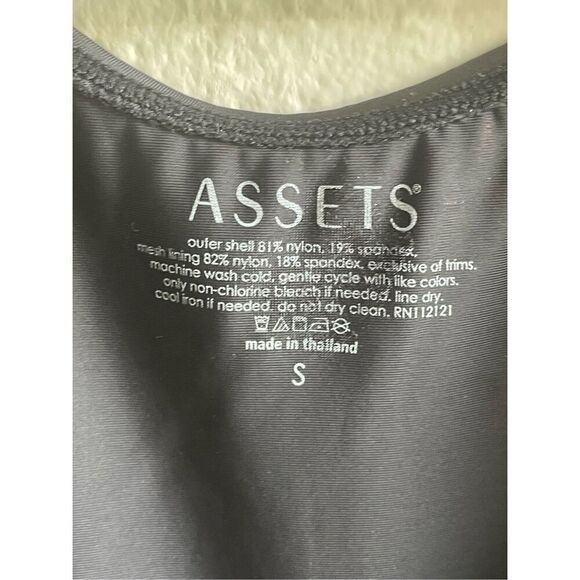 ASSETS®
outer shell 81% nylon, 19% spandex,
mesh lining 82% nylon, 18% spandex, exclusive of trims.
machine wash cold, gentle cycle with like colors.
only non-chlorine bleach if needed. line dry.
cool iron if needed. do not dry clean. RN112121
made in thailand
S